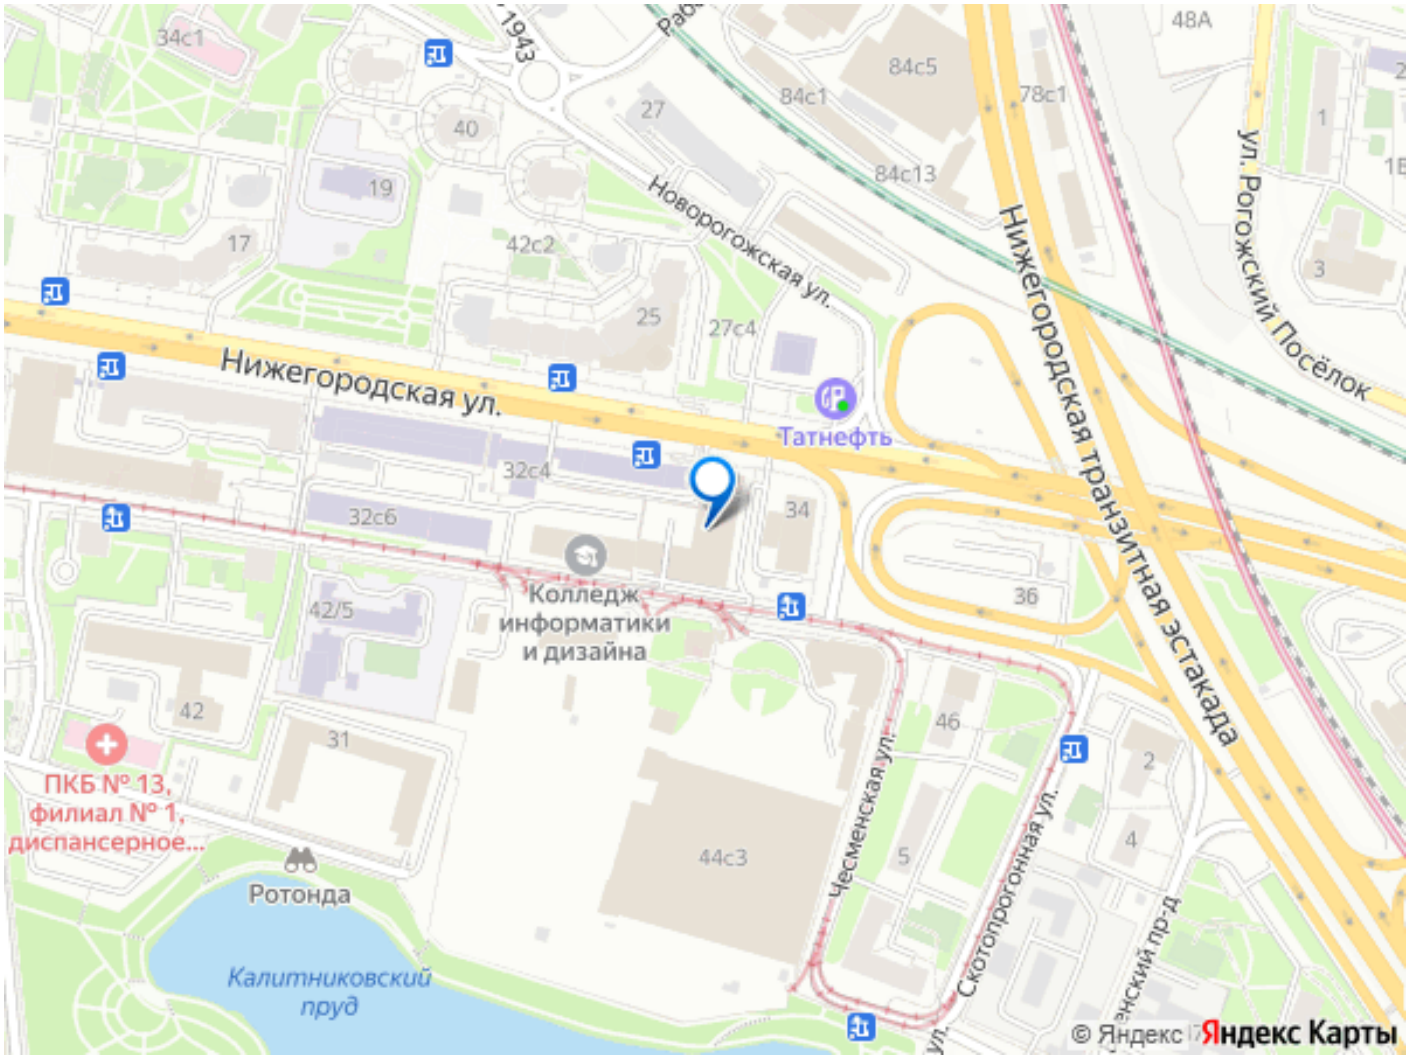 34с1
1943
48А
84с5
84с1
78с1
27
40
1
84с13
19
Новорогожская ул.
ул. Рогожский Посёлок
17
42с2
3
25
27с4
Нижегородская транзитная эстакада
Нижегородская ул.
Татнефть
32с4
34
32с6
Колледж
информатики
и дизайна
42/5
36
42
31
46
2
ПКБ № 13,
филиал № 1,
диспансерное...
4
44с3
5
Чесменская ул.
Скотопрогонная ул.
Ротонда
Калитниковский
пруд
енский пр-д
ул.
© Яндекс
Яндекс Карты